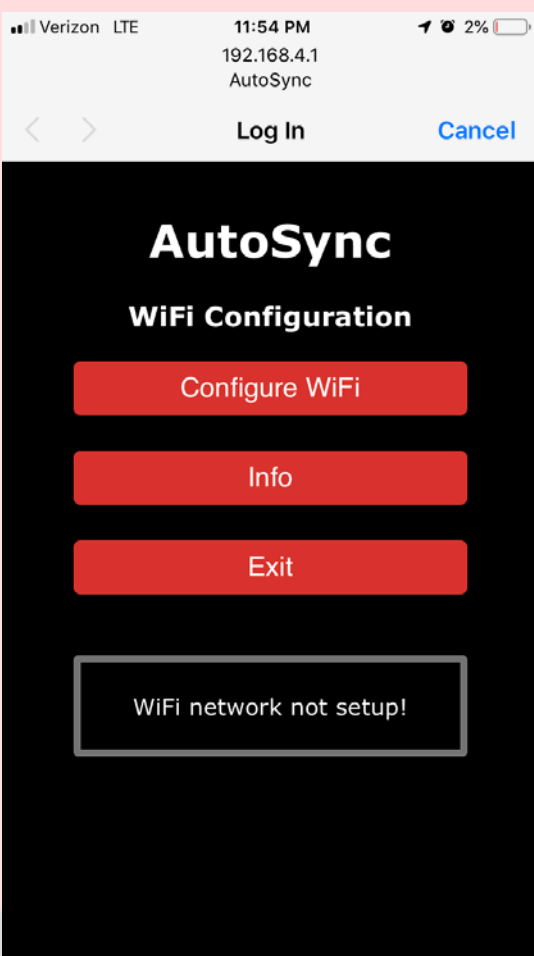 Verizon LTE 11:54 PM 2%
192.168.4.1
AutoSync
Log In Cancel
AutoSync
WiFi Configuration
Configure WiFi
Info
Exit
WiFi network not setup!